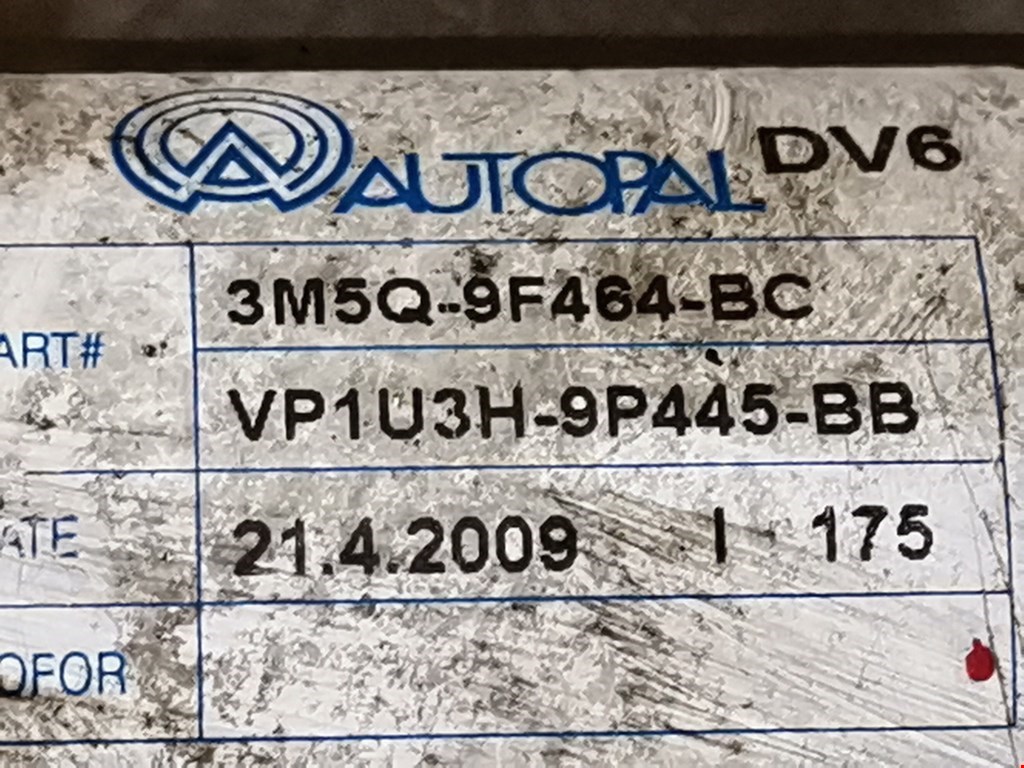 AUTOPAL DV6
3M5Q-9F464-BC
ART#
VP1U3H-9P445-BB
ATE 21.4.2009 I 175
OFOR